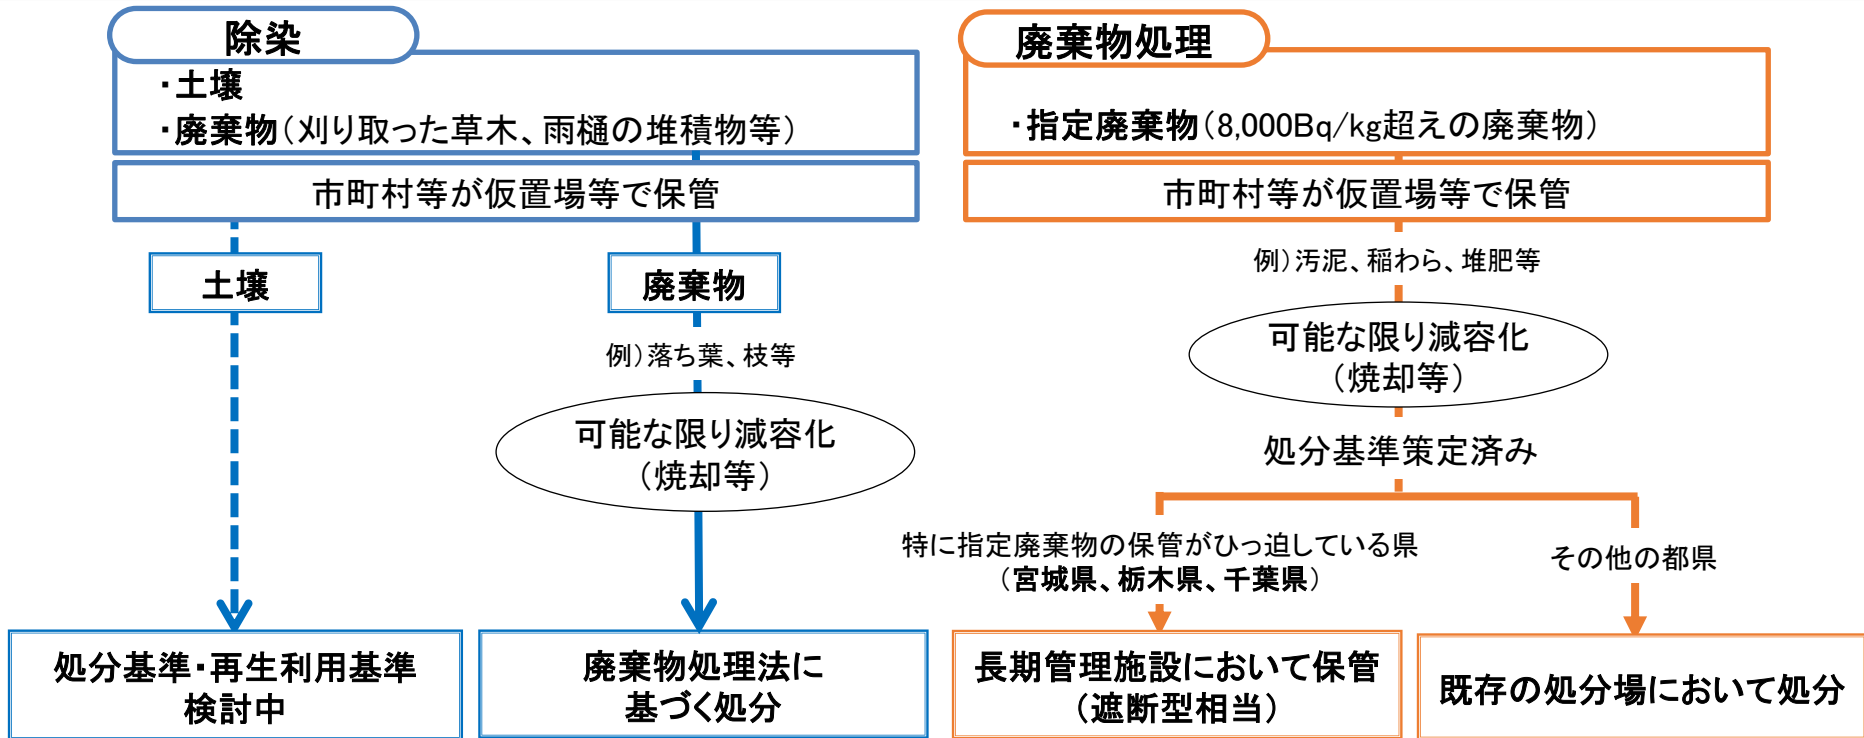 除染
・土壌
・廃棄物（刈り取った草木、雨樋の堆積物等）
市町村等が仮置場等で保管
土壌
廃棄物
例）落ち葉、枝等
可能な限り減容化
（焼却等）
処分基準・再生利用基準
検討中
廃棄物処理法に
基づく処分
廃棄物処理
・指定廃棄物（8,000Bq/kg超えの廃棄物）
市町村等が仮置場等で保管
例）汚泥、稲わら、堆肥等
可能な限り減容化
（焼却等）
処分基準策定済み
特に指定廃棄物の保管がひっ迫している県
（宮城県、栃木県、千葉県）
その他の都県
長期管理施設において保管
（遮断型相当）
既存の処分場において処分